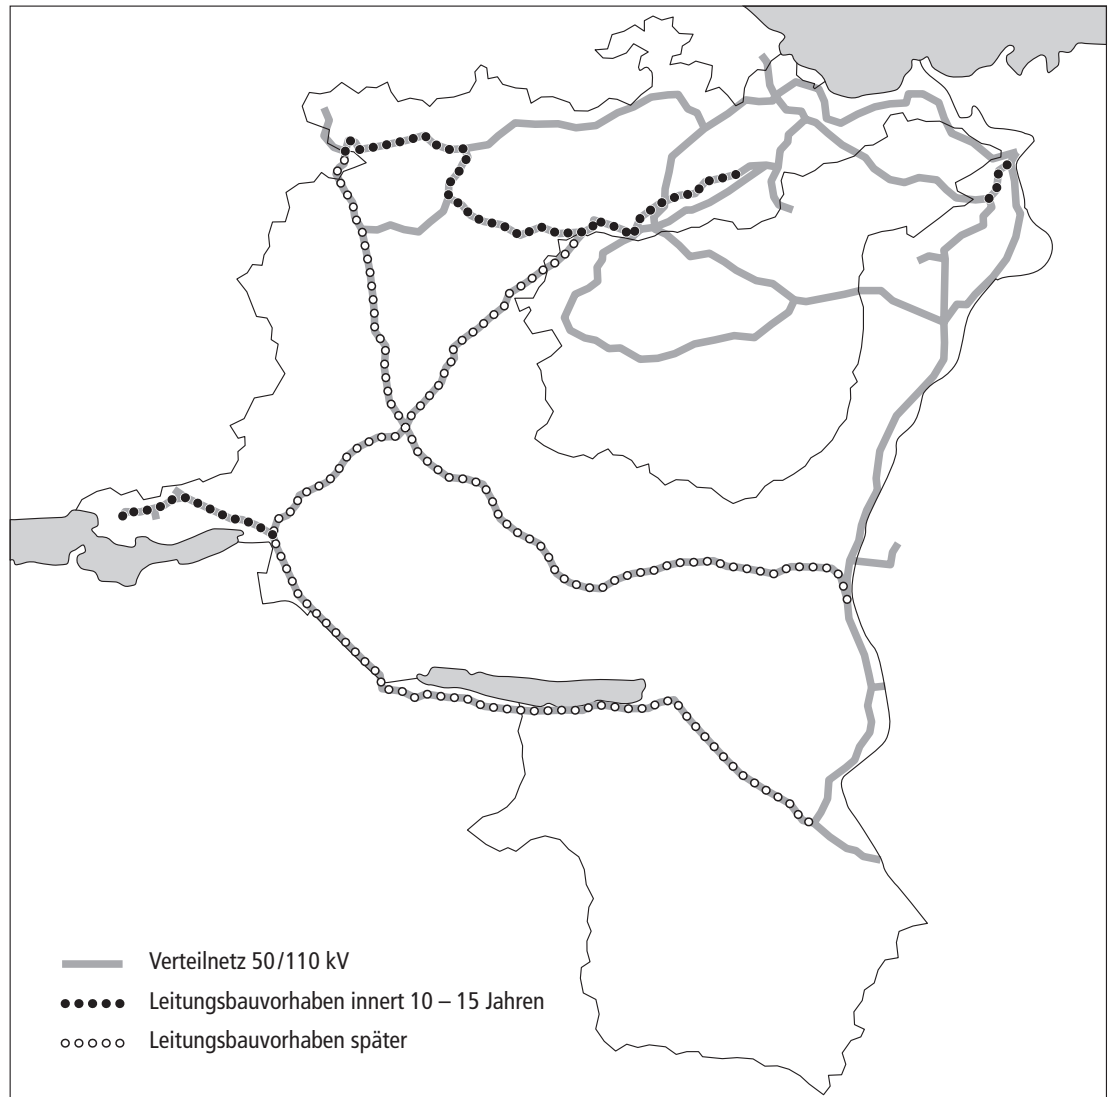 Verteilnetz 50/110 kV
Leitungsbauvorhaben innert 10 – 15 Jahren
Leitungsbauvorhaben später